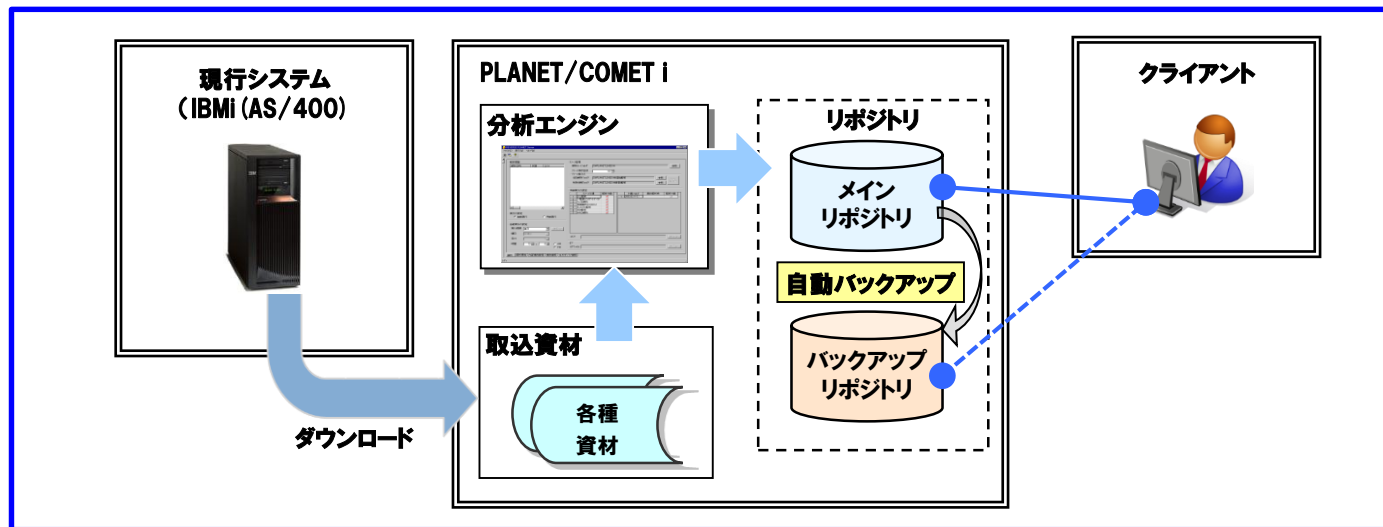 現行システム
(IBMi(AS/400)
ダウンロード
PLANET/COMET i
分析エンジン
取込資材
各種
資材
リポジトリ
メイン
リポジトリ
自動バックアップ
バックアップ
リポジトリ
クライアント